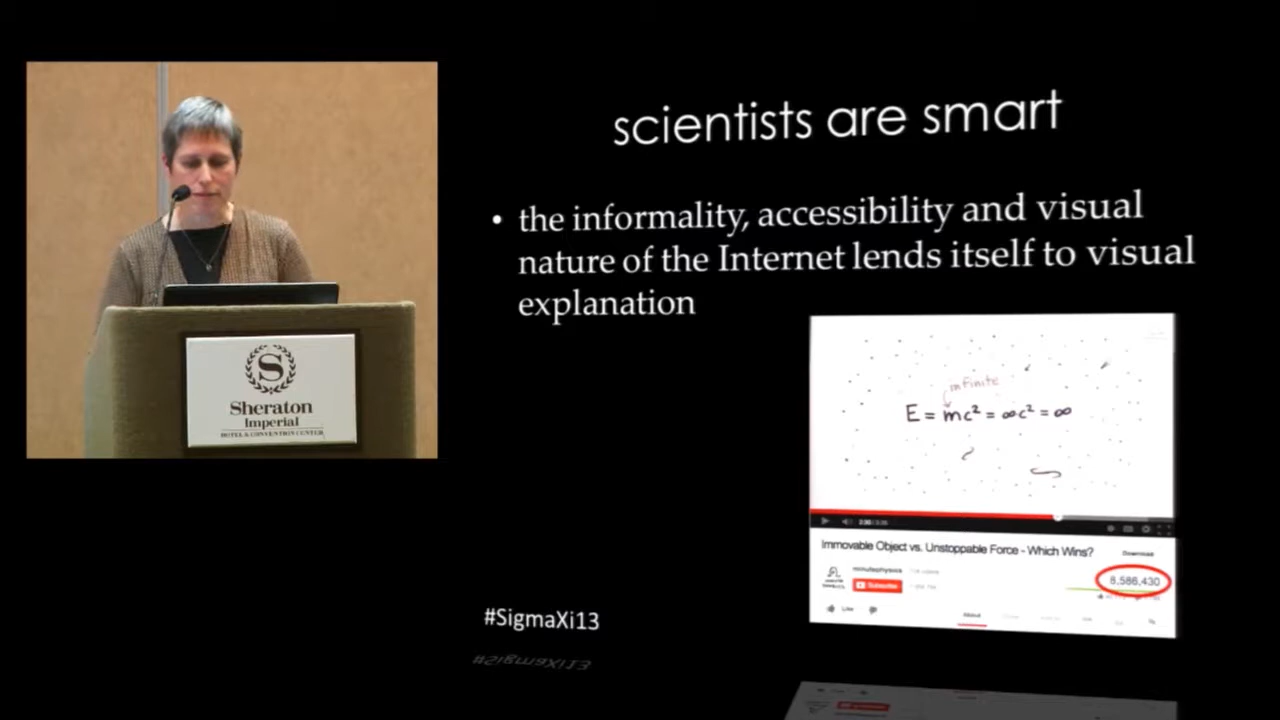 scientists are smart
• the informality, accessibility and visual
nature of the Internet lends itself to visual
explanation
S
Sheraton
Imperial
HOTEL & CONVENTION CENTER
infinite
E = mc² = ∞c² = ∞
Immovable Object vs. Unstoppable Force - Which Wins?
Download
minutephysics
Subscribe
8,586,430
Like
About
#SigmaXi13